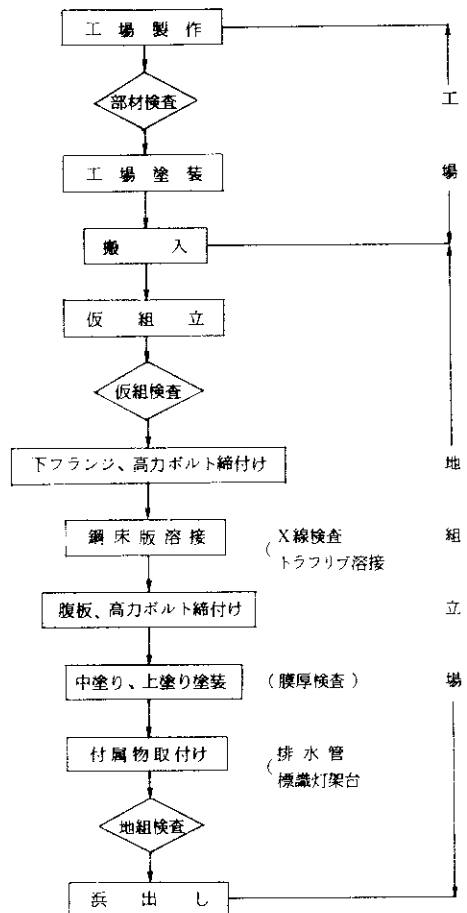 工場製作
部材検査
工
工場塗装
場
搬入
仮組立
仮組検査
下フランジ、高力ボルト締付け
地
鋼床版溶接
(X線検査
トラフリブ溶接
組
腹板、高力ボルト締付け
立
中塗り、上塗り塗装
(膜厚検査)
場
付属物取付け
(排水管
標識灯架台
地組検査
浜出し